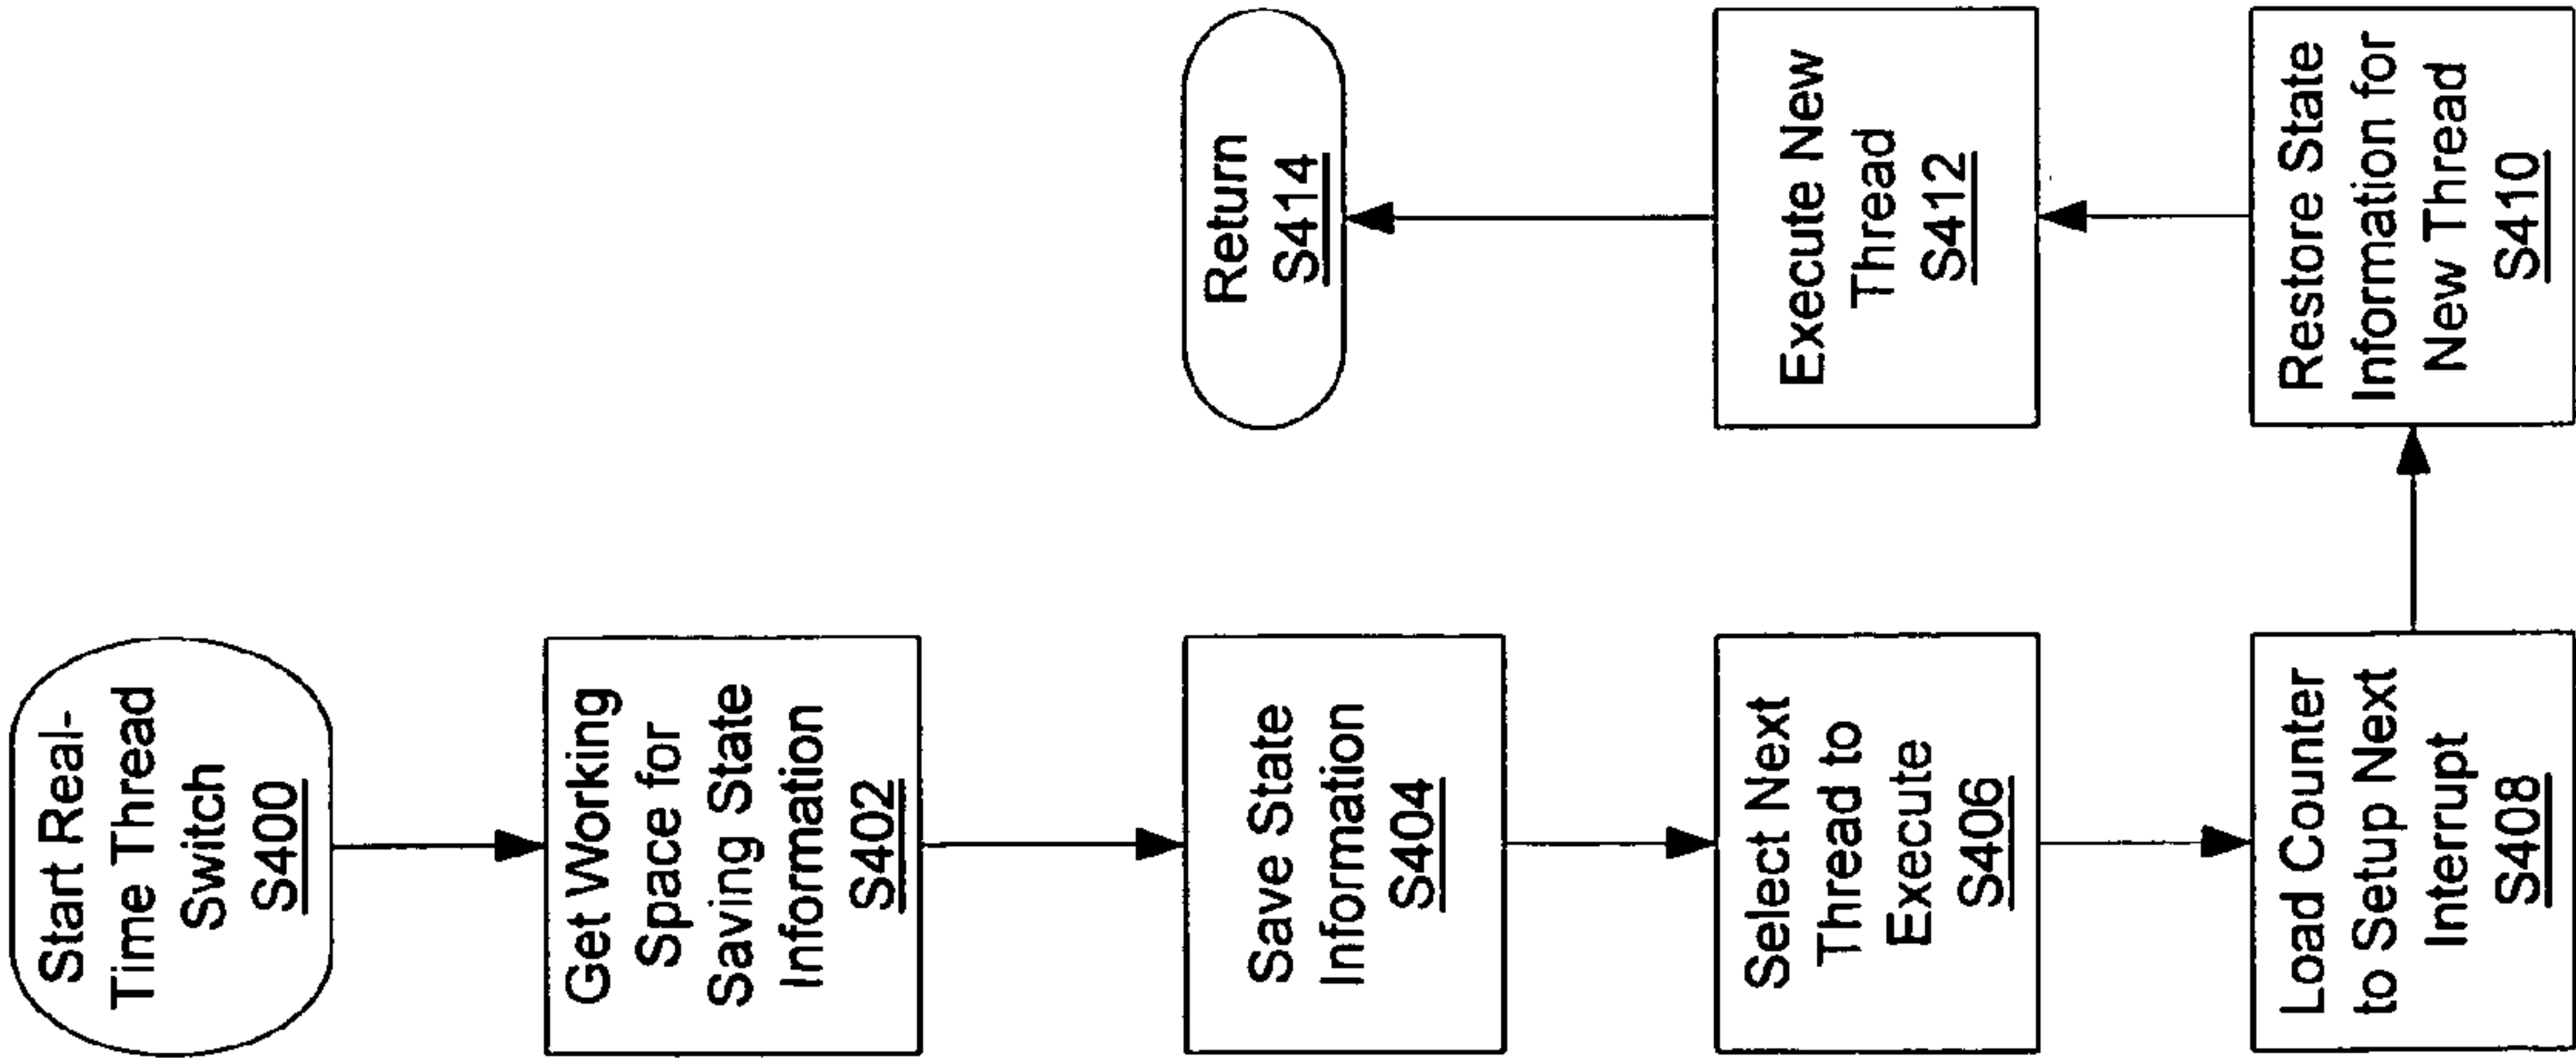 Start Real-
Time Thread
Switch
S400
Get Working
Space for
Saving State
Information
S402
Save State
Information
S404
Select Next
Thread to
Execute
S406
Load Counter
to Setup Next
Interrupt
S408
Restore State
Information for
New Thread
S410
Execute New
Thread
S412
Return
S414